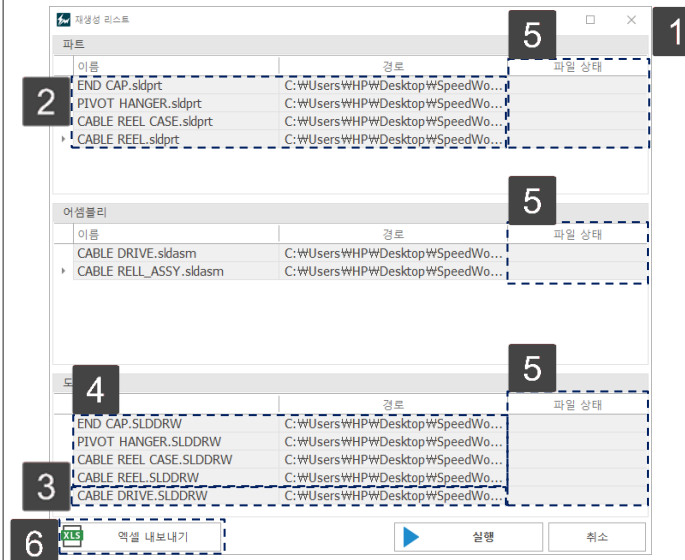 재생성 리스트
1
파트
5
이름 경로 파일 상태
2
END CAP.sldprt C:₩Users₩HP₩Desktop₩SpeedWo...
PIVOT HANGER.sldprt C:₩Users₩HP₩Desktop₩SpeedWo...
CABLE REEL CASE.sldprt C:₩Users₩HP₩Desktop₩SpeedWo...
CABLE REEL.sldprt C:₩Users₩HP₩Desktop₩SpeedWo...
어셈블리
5
이름 경로 파일 상태
CABLE DRIVE.sldasm C:₩Users₩HP₩Desktop₩SpeedWo...
CABLE RELL_ASSY.sldasm C:₩Users₩HP₩Desktop₩SpeedWo...
5
4
경로 파일 상태
END CAP.SLDDRW C:₩Users₩HP₩Desktop₩SpeedWo...
PIVOT HANGER.SLDDRW C:₩Users₩HP₩Desktop₩SpeedWo...
CABLE REEL CASE.SLDDRW C:₩Users₩HP₩Desktop₩SpeedWo...
CABLE REEL.SLDDRW C:₩Users₩HP₩Desktop₩SpeedWo...
3
CABLE DRIVE.SLDDRW C:₩Users₩HP₩Desktop₩SpeedWo...
6
XLS 엑셀 내보내기 실행 취소